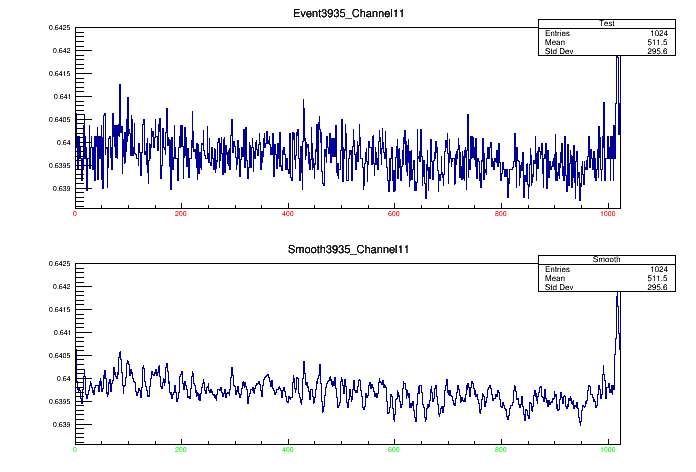 Event3935_Channel11
Test
Entries 1024
Mean 511.5
Std Dev 295.6
0.6425
0.642
0.6415
0.641
0.6405
0.64
0.6395
0.639
0 200 400 600 800 1000
Smooth3935_Channel11
Smooth
Entries 1024
Mean 511.5
Std Dev 295.6
0.6425
0.642
0.6415
0.641
0.6405
0.64
0.6395
0.639
0 200 400 600 800 1000